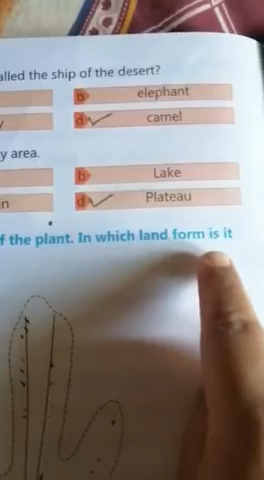 alled the ship of the desert?
b elephant
y d camel
y area.
b Lake
in d Plateau
f the plant. In which land form is it